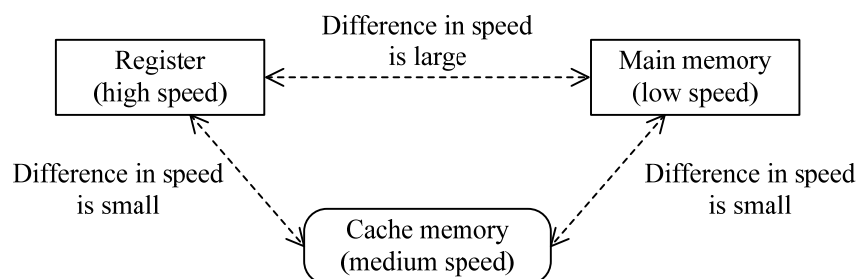 Difference in speed
is large
Register
(high speed)
Main memory
(low speed)
Difference in speed
is small
Difference in speed
is small
Cache memory
(medium speed)